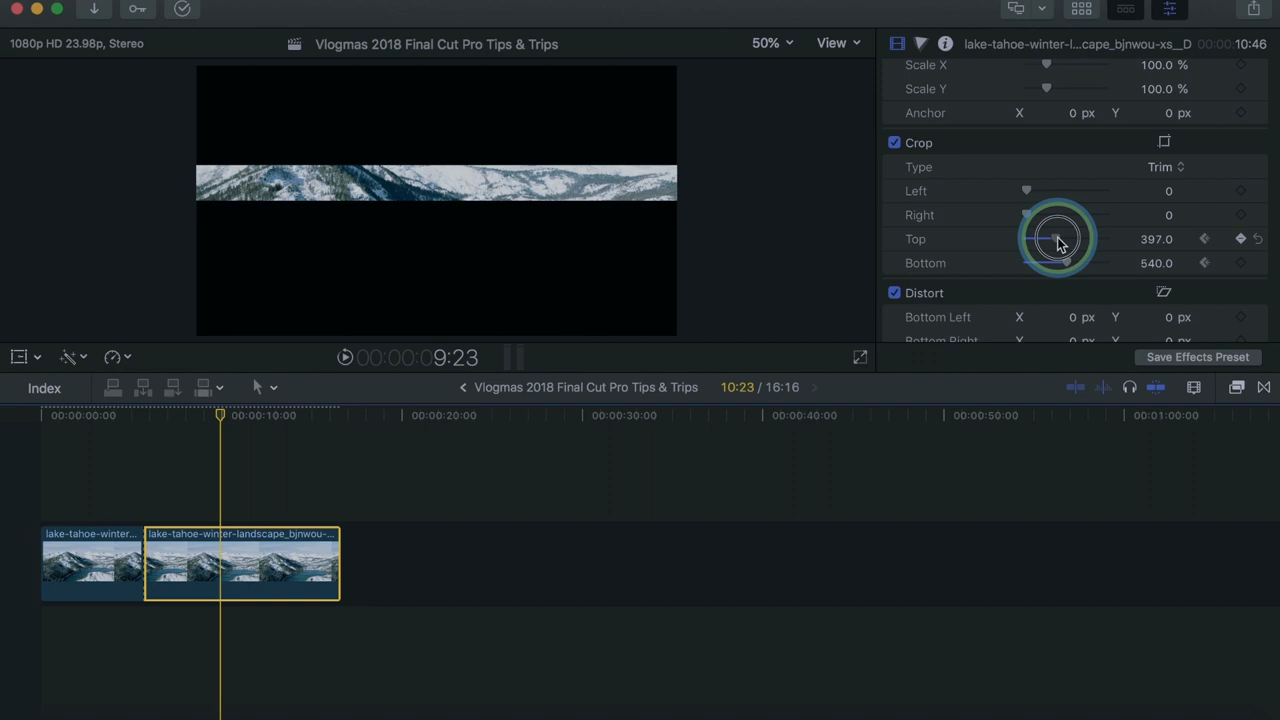 1080p HD 23.98p, Stereo
Vlogmas 2018 Final Cut Pro Tips & Trips
50%
View
lake-tahoe-winter-l...cape_bjnwou-xs__D
00:00:10:46
Scale X
100.0 %
Scale Y
100.0 %
Anchor X 0 px Y 0 px
Crop
Type Trim
Left 0
Right 0
Top 397.0
Bottom 540.0
Distort
Bottom Left X 0 px Y 0 px
Bottom Right X 0 px Y 0 px
00:00:09:23
Save Effects Preset
Index
Vlogmas 2018 Final Cut Pro Tips & Trips
10:23 / 16:16
00:00:00:00
00:00:10:00
00:00:20:00
00:00:30:00
00:00:40:00
00:00:50:00
00:01:00:00
lake-tahoe-winter...
lake-tahoe-winter-landscape_bjnwou-...